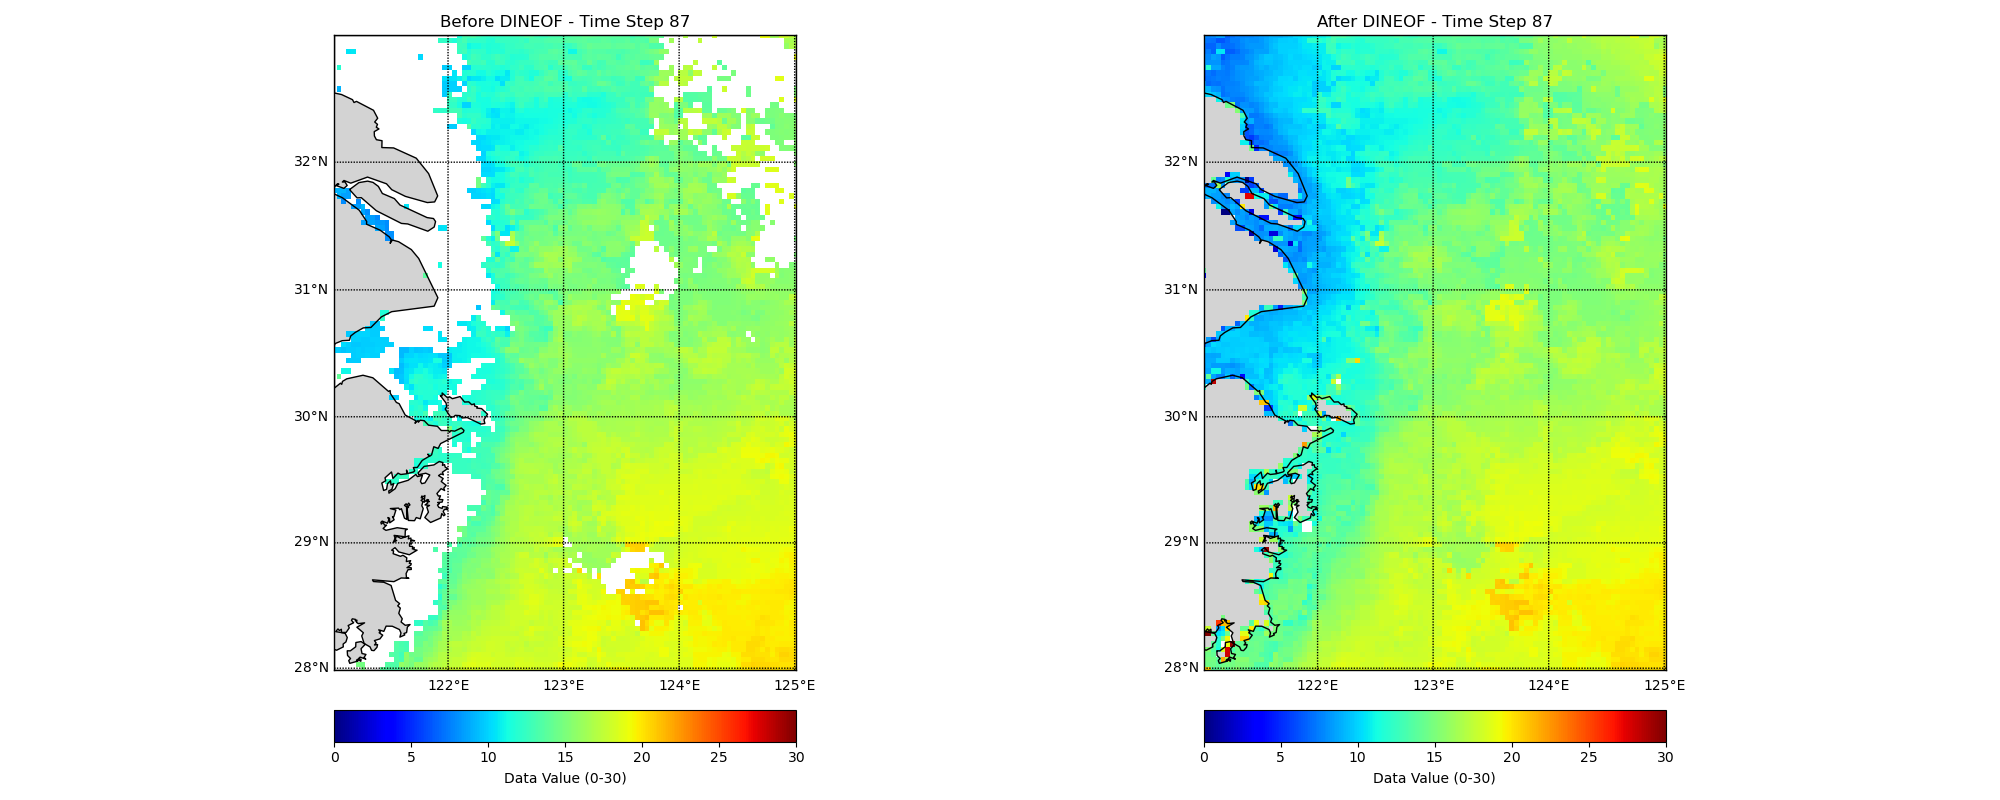 Before DINEOF - Time Step 87
After DINEOF - Time Step 87
32°N
31°N
30°N
29°N
28°N
122°E 123°E 124°E 125°E
32°N
31°N
30°N
29°N
28°N
122°E 123°E 124°E 125°E
0 5 10 15 20 25 30
Data Value (0-30)
0 5 10 15 20 25 30
Data Value (0-30)